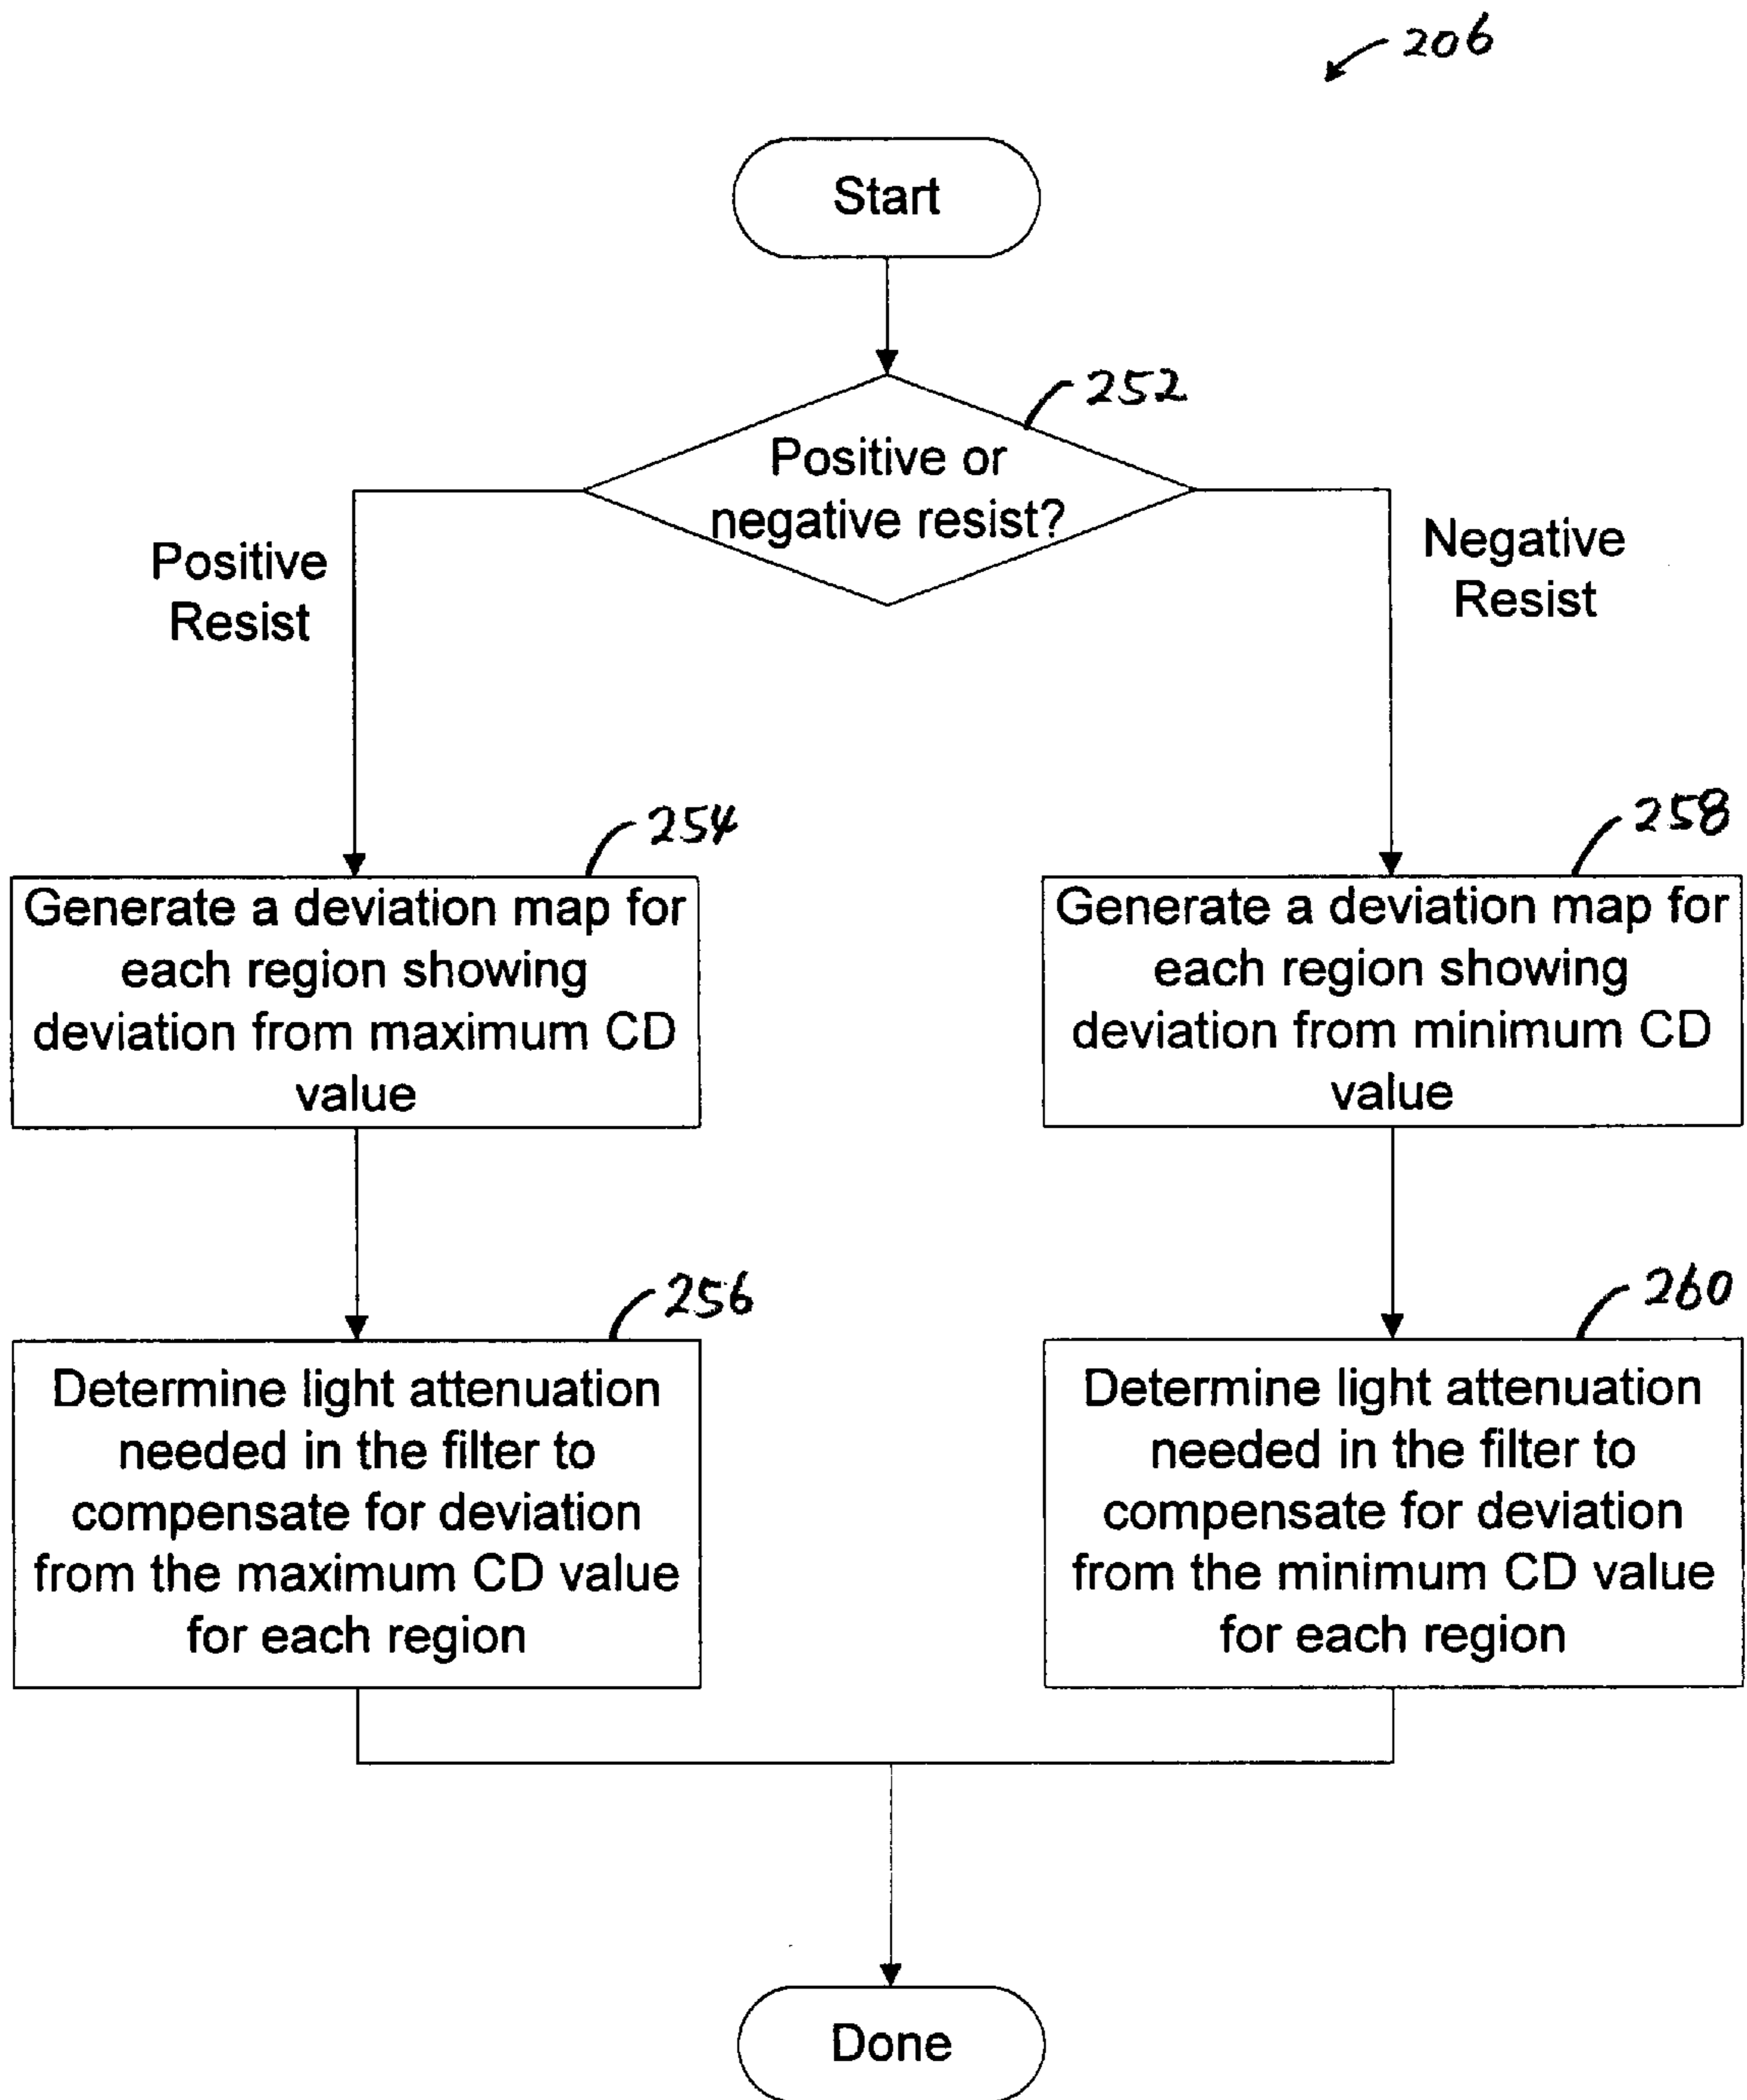 206
Start
252
Positive or
negative resist?
Positive
Resist
Negative
Resist
254
Generate a deviation map for
each region showing
deviation from maximum CD
value
258
Generate a deviation map for
each region showing
deviation from minimum CD
value
256
Determine light attenuation
needed in the filter to
compensate for deviation
from the maximum CD value
for each region
260
Determine light attenuation
needed in the filter to
compensate for deviation
from the minimum CD value
for each region
Done